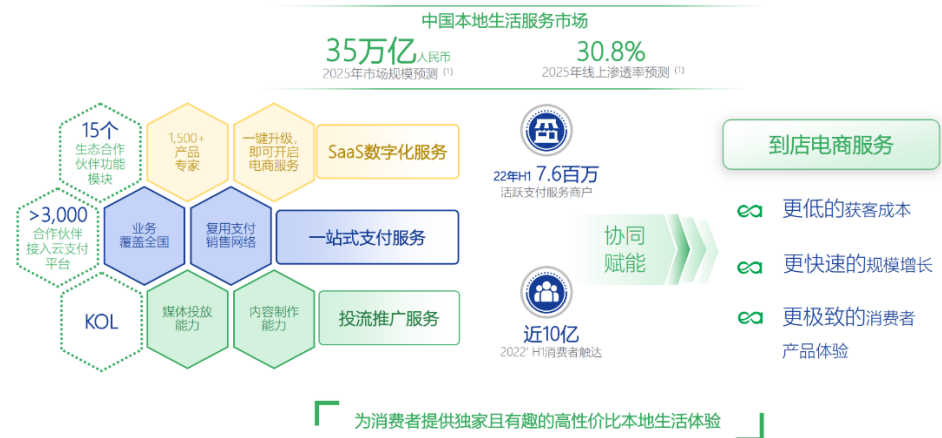 中国本地生活服务市场
35万亿人民币
2025年市场规模预测 (1)
30.8%
2025年线上渗透率预测 (1)
15个
生态合作
伙伴功能
模块
1,500+
产品
专家
一键升级，
即可开启
电商服务
SaaS数字化服务
>3,000
合作伙伴
接入云支付
平台
业务
覆盖全国
复用支付
销售网络
一站式支付服务
KOL
媒体投放
能力
内容制作
能力
投流推广服务
22年H1 7.6百万
活跃支付服务商户
近10亿
2022' H1消费者触达
协同
赋能
到店电商服务
更低的获客成本
更快速的规模增长
更极致的消费者
产品体验
为消费者提供独家且有趣的高性价比本地生活体验